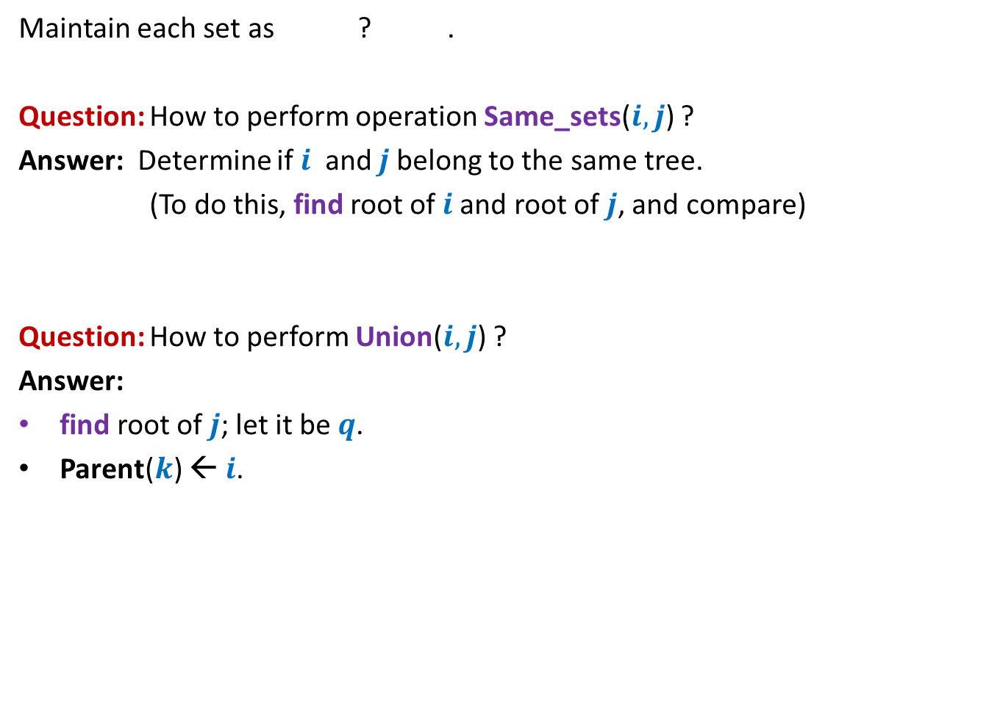 Maintain each set as ? .
Question: How to perform operation Same_sets(i, j) ?
Answer: Determine if i and j belong to the same tree.
(To do this, find root of i and root of j, and compare)
Question: How to perform Union(i, j) ?
Answer:
• find root of j; let it be q.
• Parent(k) ← i.